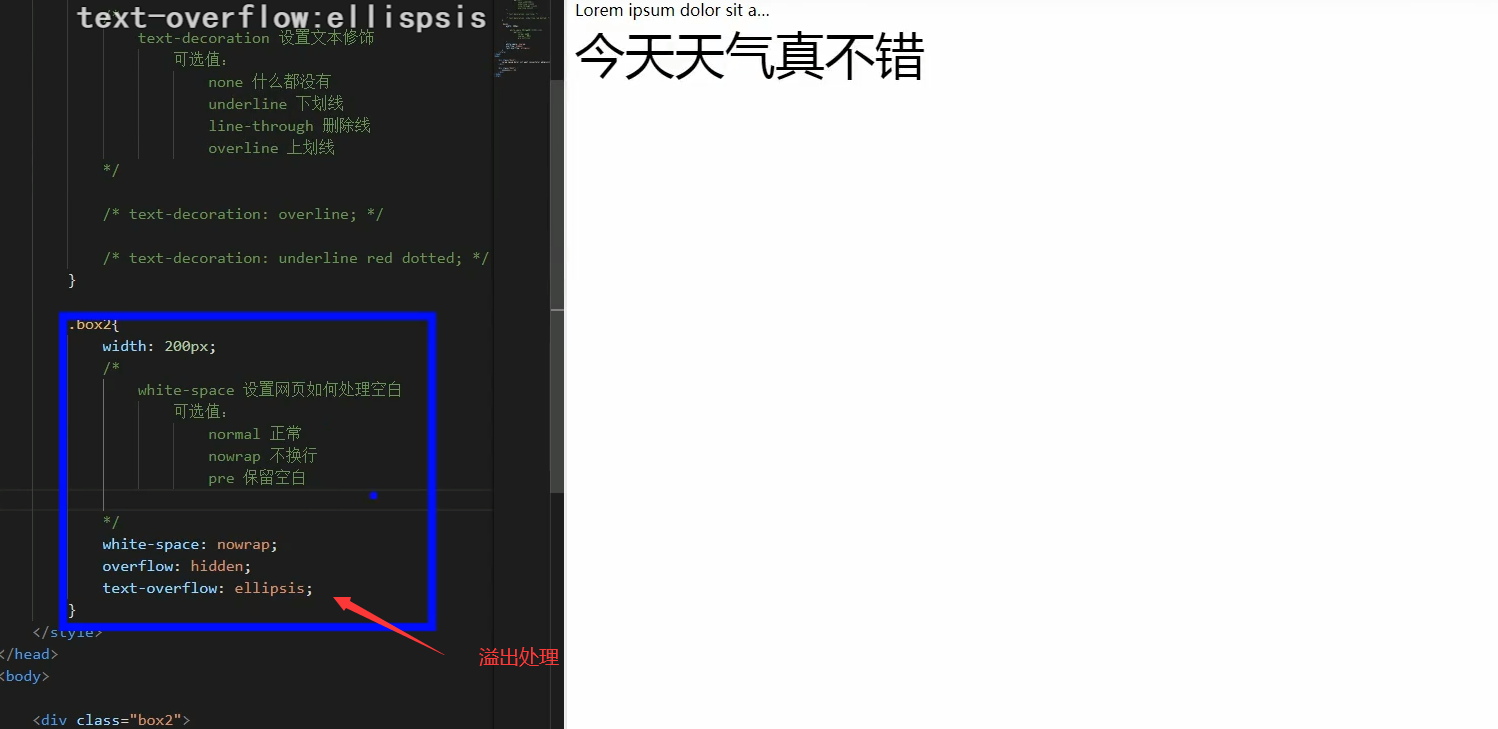 text-overflow:ellispsis
text-decoration 设置文本修饰
可选值:
none 什么都没有
underline 下划线
line-through 删除线
overline 上划线
*/
/* text-decoration: overline; */
/* text-decoration: underline red dotted; */
}
.box2{
width: 200px;
/*
white-space 设置网页如何处理空白
可选值:
normal 正常
nowrap 不换行
pre 保留空白
*/
white-space: nowrap;
overflow: hidden;
text-overflow: ellipsis;
}
</style>
</head>
<body>
<div class="box2">
溢出处理
Lorem ipsum dolor sit a...
今天天气真不错